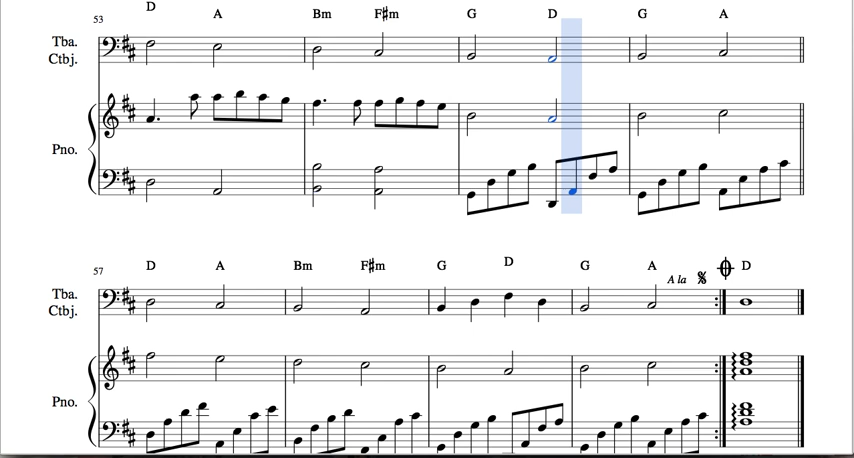 D A Bm F#m G D G A
53
Tba.
Ctbj.
Pno.
D A Bm F#m G D G A A la D
57
Tba.
Ctbj.
Pno.